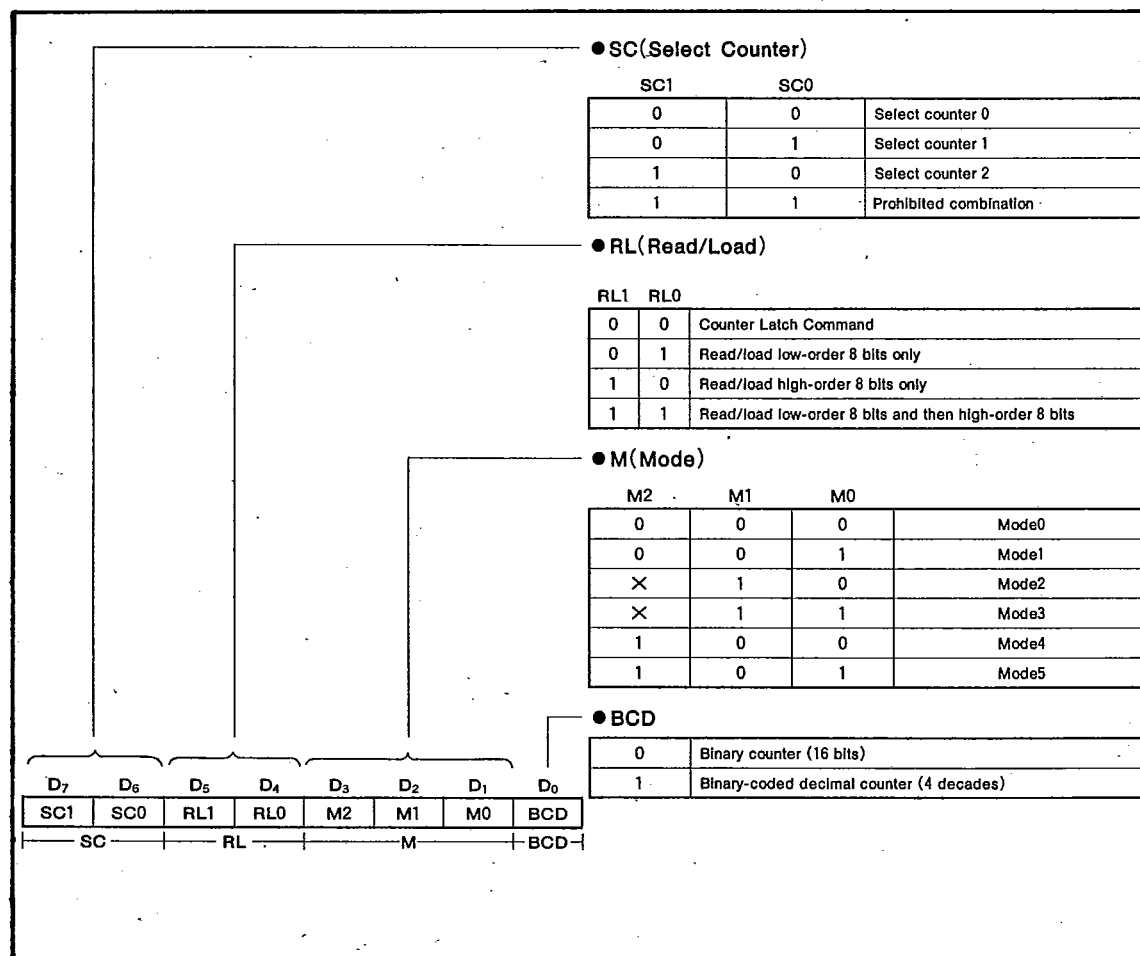 ● SC(Select Counter)
SC1 SC0
0 0 Select counter 0
0 1 Select counter 1
1 0 Select counter 2
1 1 Prohibited combination
● RL(Read/Load)
RL1 RL0
0 0 Counter Latch Command
0 1 Read/load low-order 8 bits only
1 0 Read/load high-order 8 bits only
1 1 Read/load low-order 8 bits and then high-order 8 bits
● M(Mode)
M2 M1 M0
0 0 0 Mode0
0 0 1 Mode1
× 1 0 Mode2
× 1 1 Mode3
1 0 0 Mode4
1 0 1 Mode5
● BCD
0 Binary counter (16 bits)
1 Binary-coded decimal counter (4 decades)
D₇ D₆ D₅ D₄ D₃ D₂ D₁ D₀
SC1 SC0 RL1 RL0 M2 M1 M0 BCD
SC RL M BCD